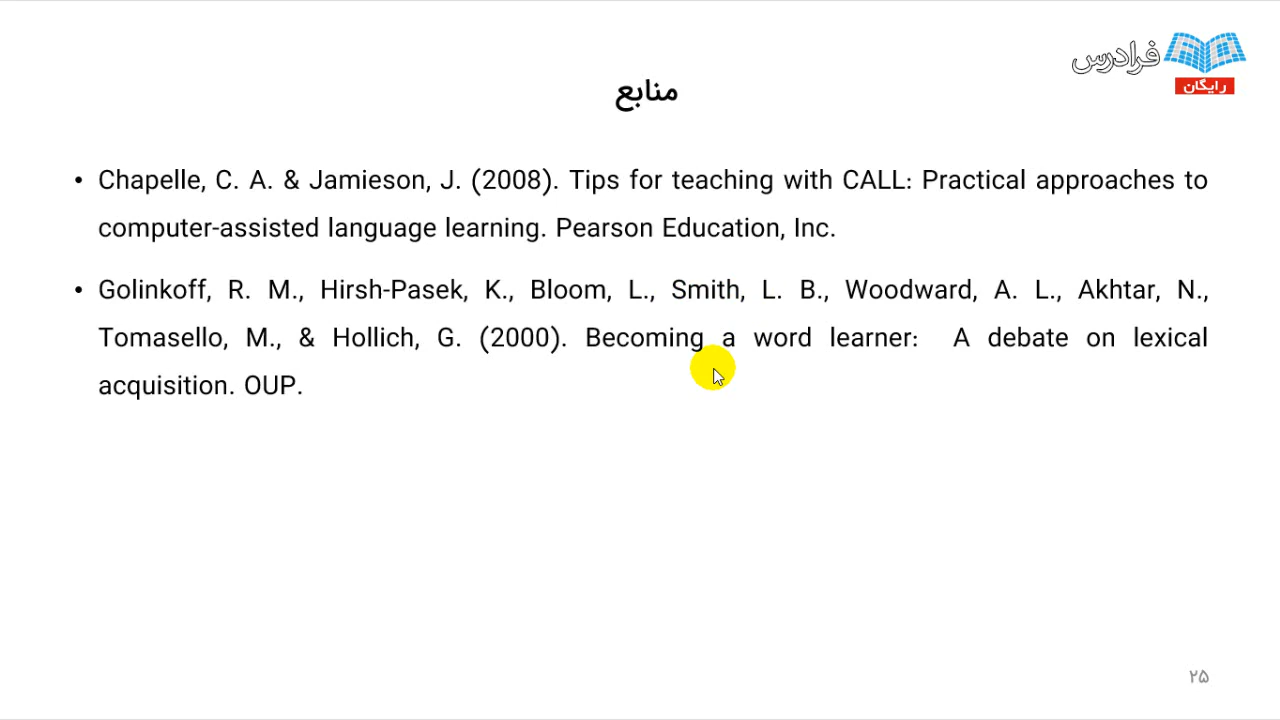 فرادرس
رایگان
منابع
• Chapelle, C. A. & Jamieson, J. (2008). Tips for teaching with CALL: Practical approaches to
computer-assisted language learning. Pearson Education, Inc.
• Golinkoff, R. M., Hirsh-Pasek, K., Bloom, L., Smith, L. B., Woodward, A. L., Akhtar, N.,
Tomasello, M., & Hollich, G. (2000). Becoming a word learner: A debate on lexical
acquisition. OUP.
۲۵